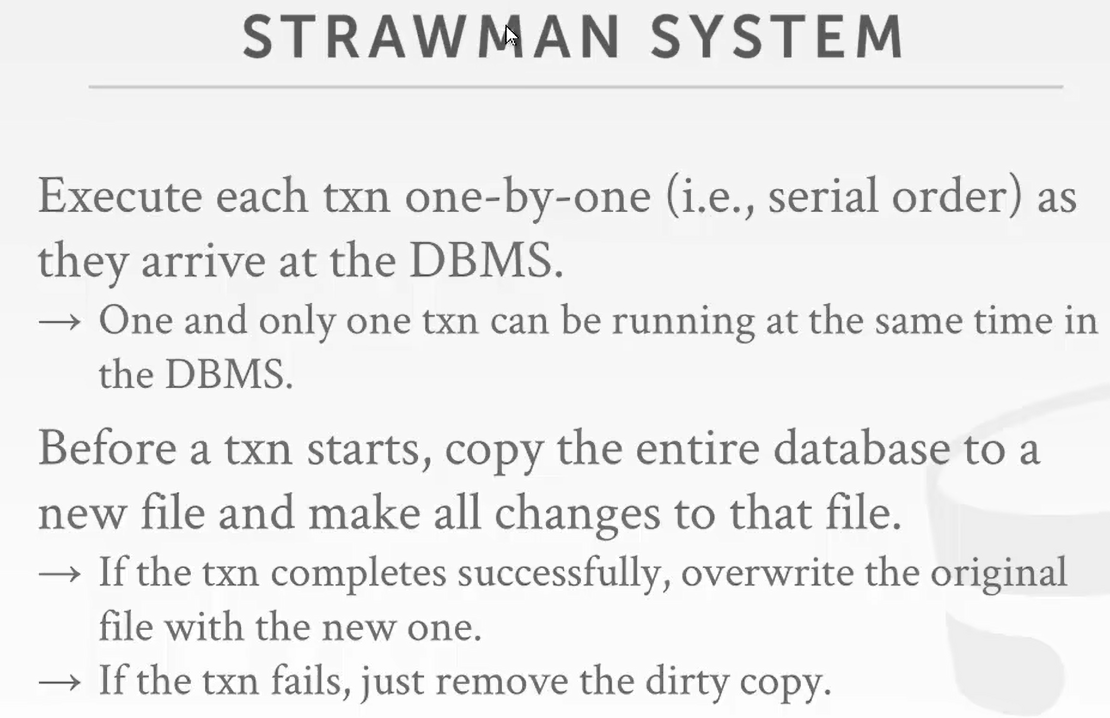 STRAWMAN SYSTEM
Execute each txn one-by-one (i.e., serial order) as
they arrive at the DBMS.
→ One and only one txn can be running at the same time in
the DBMS.
Before a txn starts, copy the entire database to a
new file and make all changes to that file.
→ If the txn completes successfully, overwrite the original
file with the new one.
→ If the txn fails, just remove the dirty copy.